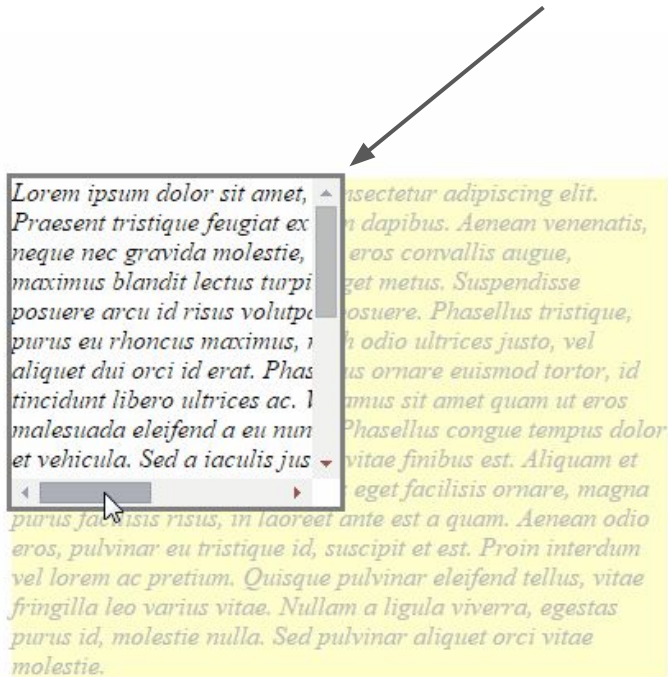 Lorem ipsum dolor sit amet, nsectetur adipiscing elit.
Praesent tristique feugiat ex dapibus. Aenean venenatis,
neque nec gravida molestie, eros convallis augue,
maximus blandit lectus turpi get metus. Suspendisse
posuere arcu id risus volutpa osuere. Phasellus tristique,
purus eu rhoncus maximus, odio ultrices justo, vel
aliquet dui orci id erat. Phas us ornare euismod tortor, id
tincidunt libero ultrices ac. amus sit amet quam ut eros
malesuada eleifend a eu nun Phasellus congue tempus dolor
et vehicula. Sed a iaculis jus vitae finibus est. Aliquam et
eget facilisis ornare, magna
purus facilisis risus, in laoreet ante est a quam. Aenean odio
eros, pulvinar eu tristique id, suscipit et est. Proin interdum
vel lorem ac pretium. Quisque pulvinar eleifend tellus, vitae
fringilla leo varius vitae. Nullam a ligula viverra, egestas
purus id, molestie nulla. Sed pulvinar aliquet orci vitae
molestie.